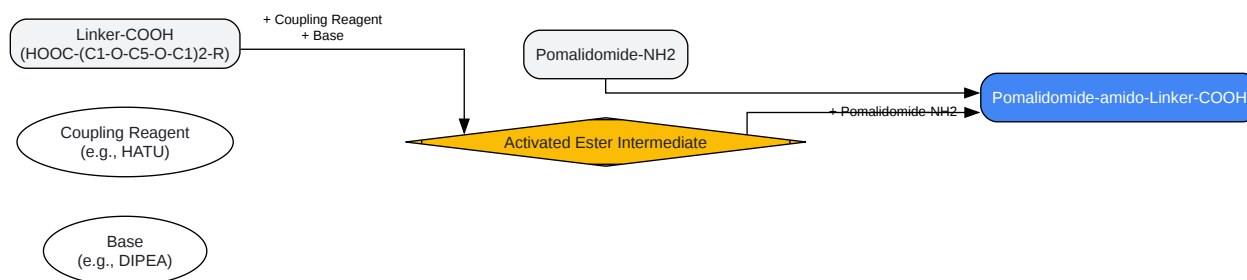 Linker-COOH
(HOOC-(C1-O-C5-O-C1)2-R)
+ Coupling Reagent
+ Base
Pomalidomide-NH2
Pomalidomide-amido-Linker-COOH
+ Pomalidomide-NH2
Coupling Reagent
(e.g., HATU)
Activated Ester Intermediate
Base
(e.g., DIPEA)